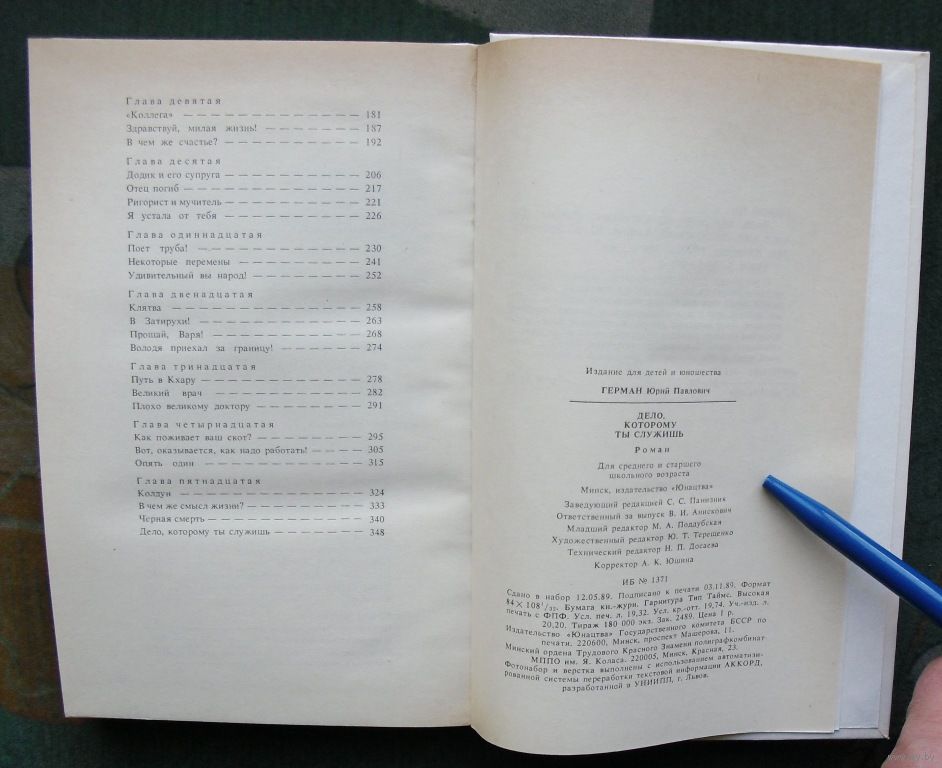 Глава девятая
«Коллега» — — — — — — — — — — — — — 181
Здравствуй, милая жизнь! — — — — — — — 187
В чем же счастье? — — — — — — — — — — 192
Глава десятая
Додик и его супруга — — — — — — — — — — 206
Отец погиб — — — — — — — — — — — — — 217
Ригорист и мучитель — — — — — — — — — — 221
Я устала от тебя — — — — — — — — — — 226
Глава одиннадцатая
Поет труба! — — — — — — — — — — — — 230
Некоторые перемены — — — — — — — — — 241
Удивительный вы народ! — — — — — — — — 252
Глава двенадцатая
Клятва — — — — — — — — — — — — — 258
В Затирухи! — — — — — — — — — — — — 263
Прощай, Варя! — — — — — — — — — — — 268
Володя приехал за границу! — — — — — — 274
Глава тринадцатая
Путь в Кхару — — — — — — — — — — — — 278
Великий врач — — — — — — — — — — — — 282
Плохо великому доктору — — — — — — — — 291
Глава четырнадцатая
Как поживает ваш скот? — — — — — — — — 295
Вот, оказывается, как надо работать! — — — — 305
Опять один — — — — — — — — — — — — 315
Глава пятнадцатая
Колдун — — — — — — — — — — — — — 324
В чем же смысл жизни? — — — — — — — — 333
Черная смерть — — — — — — — — — — — 340
Дело, которому ты служишь — — — — — — — 348
Издание для детей и юношества
ГЕРМАН Юрий Павлович
ДЕЛО,
КОТОРОМУ
ТЫ СЛУЖИШЬ
Роман
Для среднего и старшего
школьного возраста
Минск, издательство «Юнацтва»
Заведующий редакцией С. С. Панизник
Ответственный за выпуск В. И. Анискович
Младший редактор М. А. Поддубская
Художественный редактор Ю. Т. Терещенко
Технический редактор Н. П. Досаева
Корректор А. К. Юшина
ИБ № 1371
Сдано в набор 12.05.89. Подписано к печати 03.11.89. Формат
84×108 1/32. Бумага кн.-журн. Гарнитура Тип Таймс. Высокая
печать с ФПФ. Усл. печ. л. 19,32. Усл. кр.-отт. 19,74. Уч.-изд. л.
20,20. Тираж 180 000 экз. Зак. 2489. Цена 1 р.
Издательство «Юнацтва» Государственного комитета БССР по
печати. 220600, Минск, проспект Машерова, 11.
Минский ордена Трудового Красного Знамени полиграфкомбинат
МППО им. Я. Коласа. 220005, Минск, Красная, 23.
Фотонабор и верстка выполнены с использованием автоматизи-
рованной системы переработки текстовой информации АККОРД,
разработанной в УНИИПП, г. Львов.